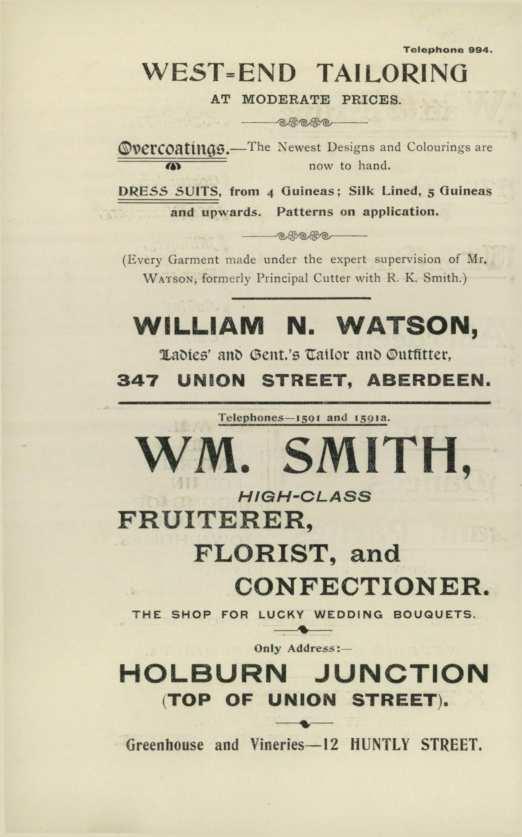 Telephone 994.
WEST-END TAILORING
AT MODERATE PRICES.
Overcoatings.—The Newest Designs and Colourings are
now to hand.
DRESS SUITS, from 4 Guineas; Silk Lined, 5 Guineas
and upwards. Patterns on application.
(Every Garment made under the expert supervision of Mr.
WATSON, formerly Principal Cutter with R. K. Smith.)
WILLIAM N. WATSON,
Ladies' and Gent.'s Tailor and Outfitter,
347 UNION STREET, ABERDEEN.
Telephones—1591 and 1591a.
WM. SMITH,
HIGH-CLASS
FRUITERER,
FLORIST, and
CONFECTIONER.
THE SHOP FOR LUCKY WEDDING BOUQUETS.
Only Address:—
HOLBURN JUNCTION
(TOP OF UNION STREET).
Greenhouse and Vineries—12 HUNTLY STREET.